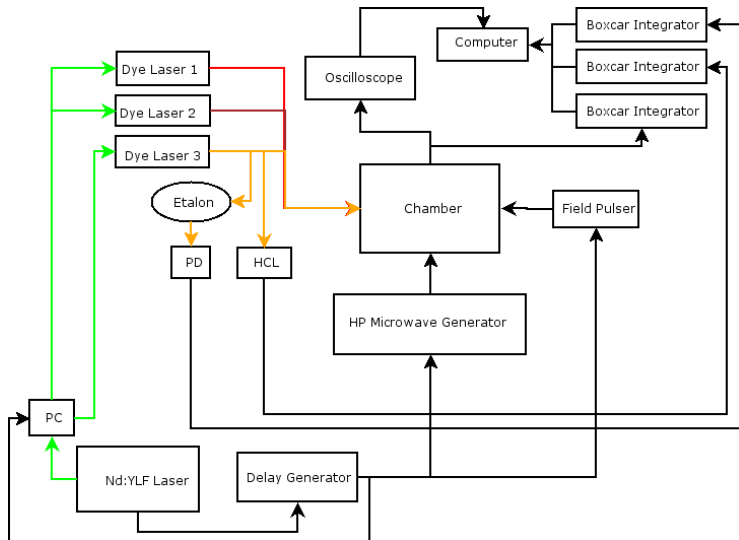 Boxcar Integrator
Computer
Boxcar Integrator
Dye Laser 1
Oscilloscope
Dye Laser 2
Boxcar Integrator
Dye Laser 3
Etalon
Chamber
Field Pulser
PD
HCL
HP Microwave Generator
PC
Nd:YLF Laser
Delay Generator